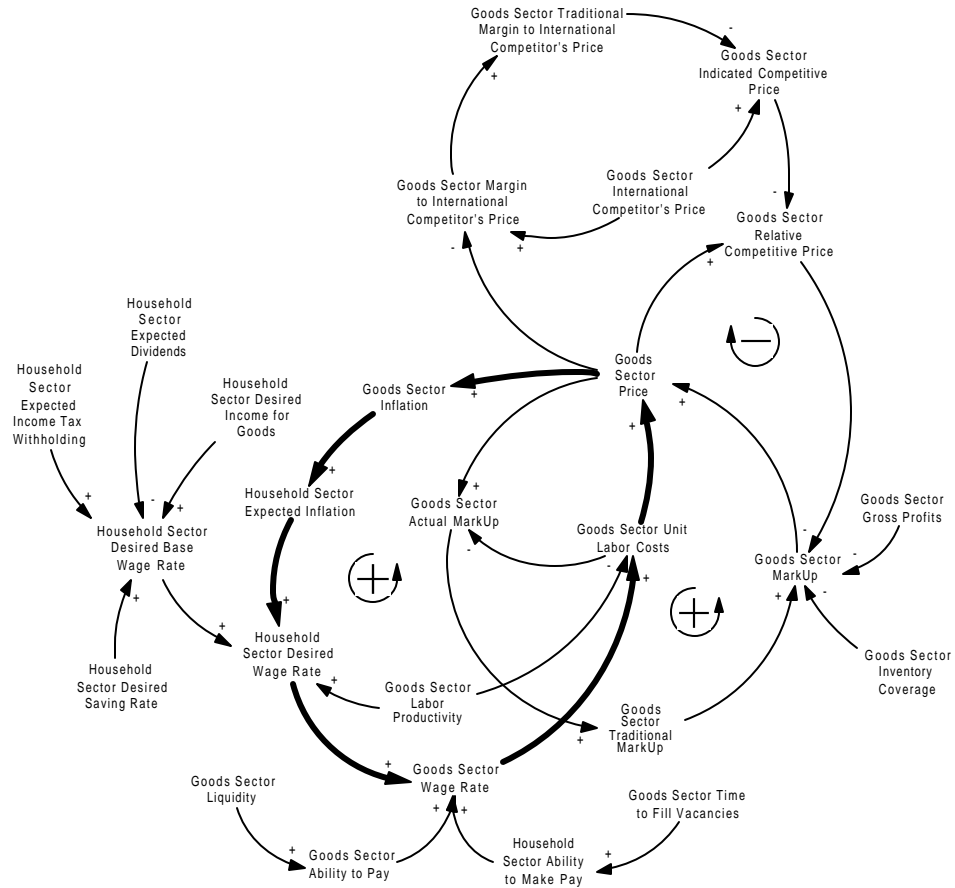 Goods Sector Traditional
Margin to International
Competitor's Price
-
+
Goods Sector
Indicated Competitive
Price
+
Goods Sector Margin
to International
Competitor's Price
-
+
Goods Sector
International
Competitor's Price
-
Goods Sector
Relative
Competitive Price
+
Household
Sector
Expected
Dividends
Household
Sector
Expected
Income Tax
Withholding
Household
Sector Desired
Income for
Goods
Goods Sector
Inflation
+
Goods
Sector
Price
+
+
-
+
Household Sector
Expected Inflation
+
+
-
+
Household Sector
Desired Base
Wage Rate
+
Goods Sector
Actual MarkUp
+
-
Goods Sector Unit
Labor Costs
-
+
Goods Sector
Gross Profits
-
-
Goods Sector
MarkUp
+
-
+
+
Household
Sector Desired
Saving Rate
+
+
Household
Sector Desired
Wage Rate
+
Goods Sector
Labor
Productivity
Goods Sector
Inventory
Coverage
Goods
Sector
Traditional
MarkUp
+
+
Goods Sector
Wage Rate
+
+
Goods Sector
Liquidity
+
Goods Sector
Ability to Pay
Household
Sector Ability
to Make Pay
+
Goods Sector Time
to Fill Vacancies